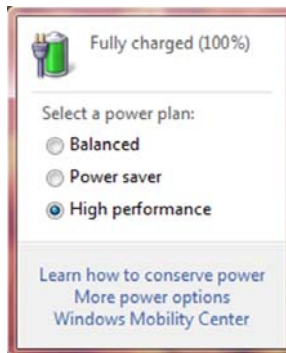 Fully charged (100%)
Select a power plan:
Balanced
Power saver
High performance
Learn how to conserve power
More power options
Windows Mobility Center